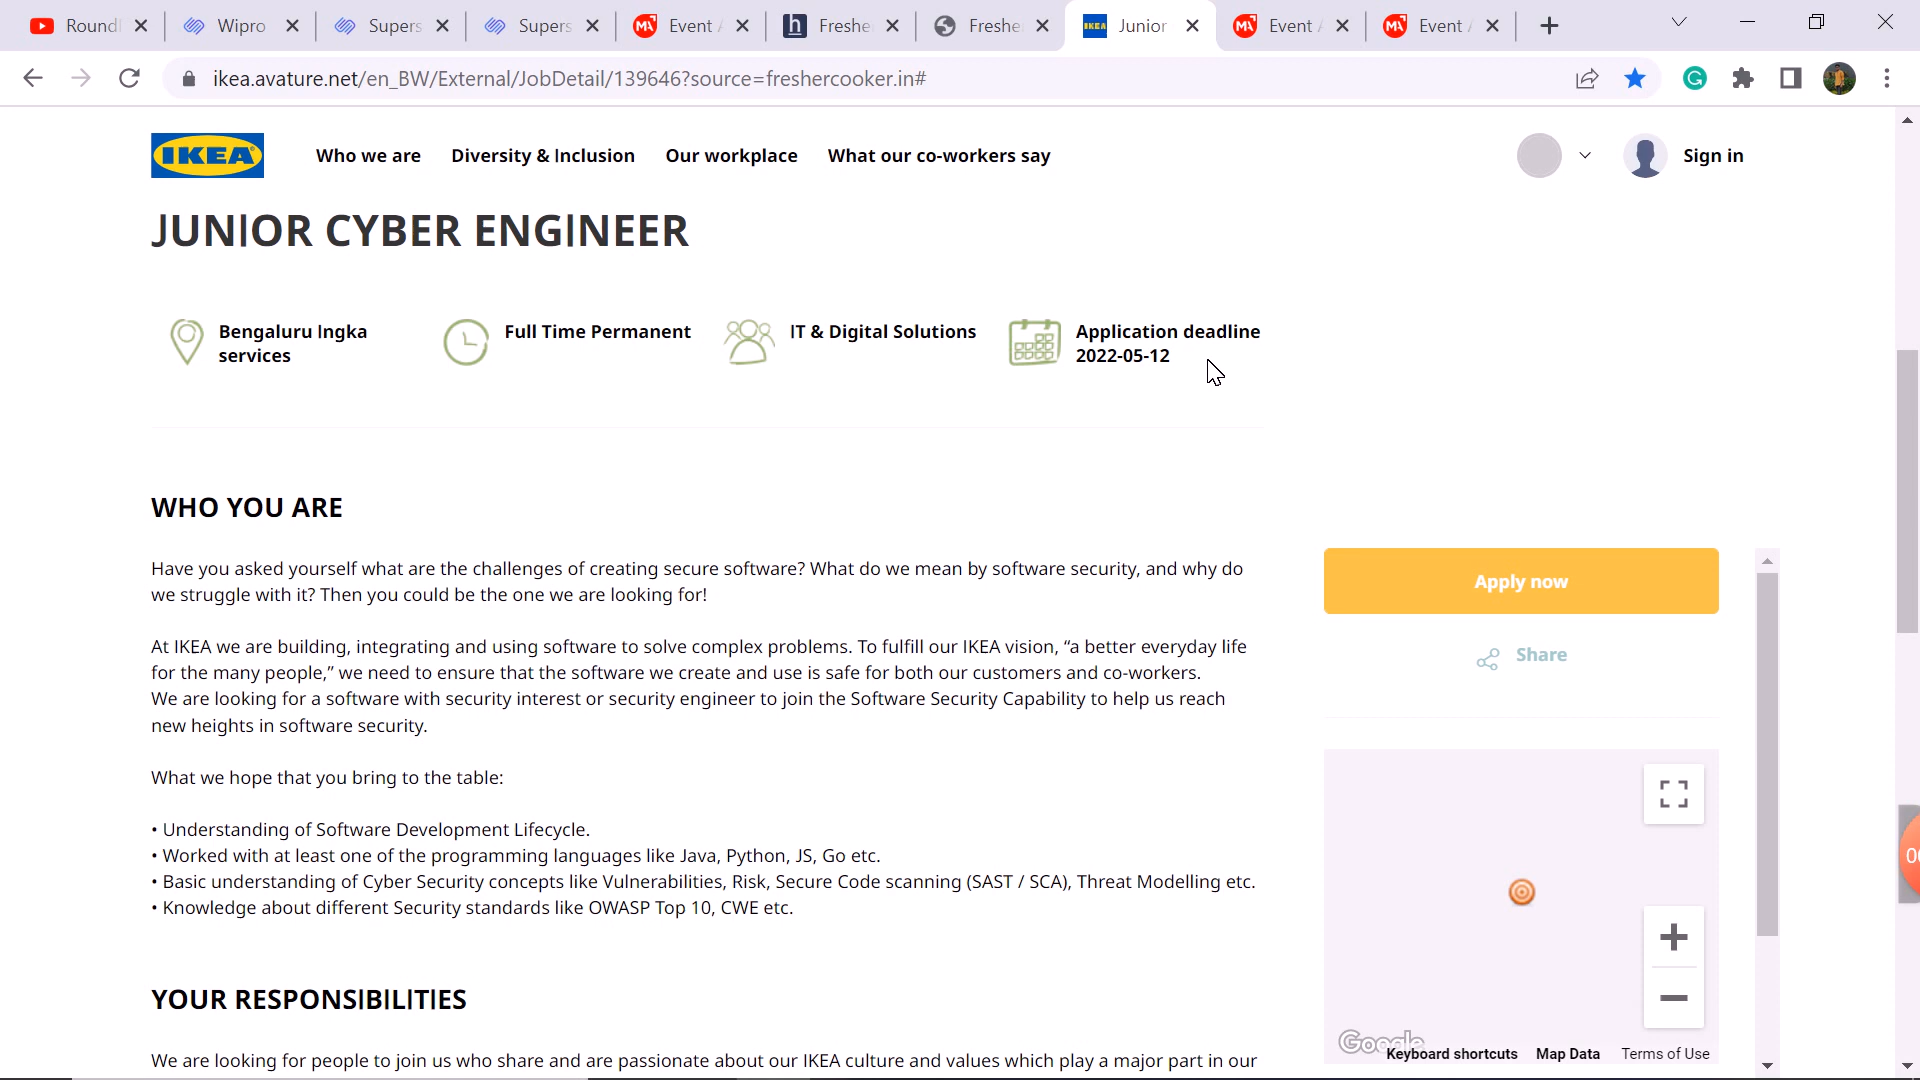 Round
Wipro
Supers
Supers
Event A
Fresher
Fresher
Junior
Event A
Event A
ikea.avature.net/en_BW/External/JobDetail/139646?source=freshercooker.in#
IKEA
Who we are
Diversity & Inclusion
Our workplace
What our co-workers say
Sign in
JUNIOR CYBER ENGINEER
Bengaluru Ingka
services
Full Time Permanent
IT & Digital Solutions
Application deadline
2022-05-12
WHO YOU ARE
Have you asked yourself what are the challenges of creating secure software? What do we mean by software security, and why do
we struggle with it? Then you could be the one we are looking for!
At IKEA we are building, integrating and using software to solve complex problems. To fulfill our IKEA vision, “a better everyday life
for the many people,” we need to ensure that the software we create and use is safe for both our customers and co-workers.
We are looking for a software with security interest or security engineer to join the Software Security Capability to help us reach
new heights in software security.
What we hope that you bring to the table:
• Understanding of Software Development Lifecycle.
• Worked with at least one of the programming languages like Java, Python, JS, Go etc.
• Basic understanding of Cyber Security concepts like Vulnerabilities, Risk, Secure Code scanning (SAST / SCA), Threat Modelling etc.
• Knowledge about different Security standards like OWASP Top 10, CWE etc.
Apply now
Share
Google
Keyboard shortcuts
Map Data
Terms of Use
YOUR RESPONSIBILITIES
We are looking for people to join us who share and are passionate about our IKEA culture and values which play a major part in our